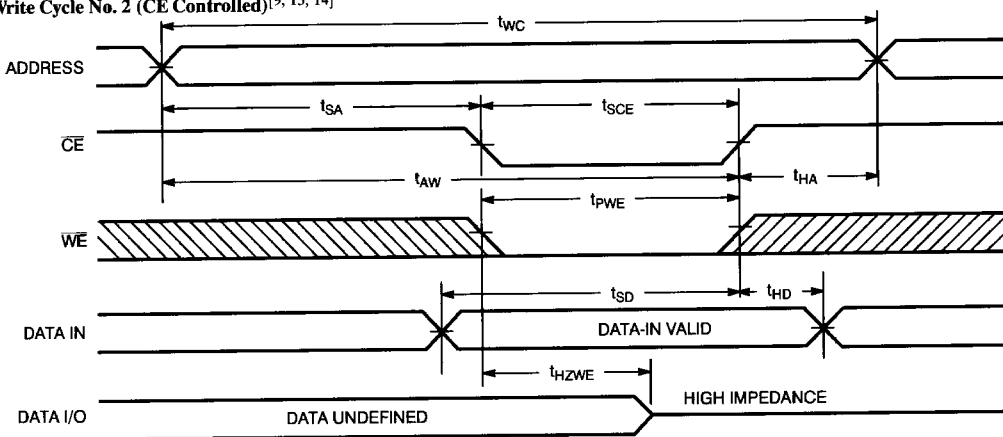 Write Cycle No. 2 (CE Controlled)[9, 13, 14]
tWC
ADDRESS
tSA
tSCE
CE
tAW
tHA
tPWE
WE
tSD
tHD
DATA IN
DATA-IN VALID
tHZWE
DATA I/O
DATA UNDEFINED
HIGH IMPEDANCE